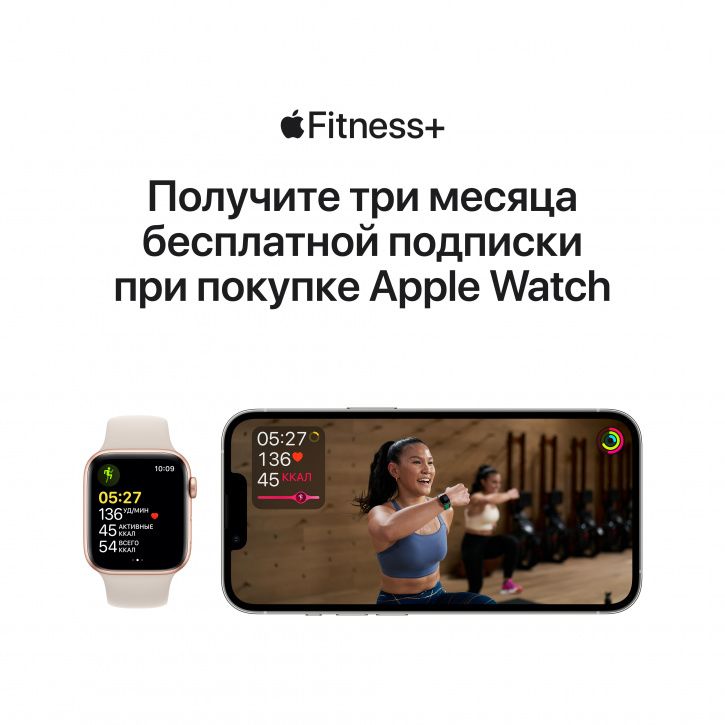 Fitness+
Получите три месяца
бесплатной подписки
при покупке Apple Watch
10:09
05:27
136 УД/МИН
45 АКТИВНЫЕ ККАЛ
54 ВСЕГО ККАЛ
05:27
136
45 ККАЛ